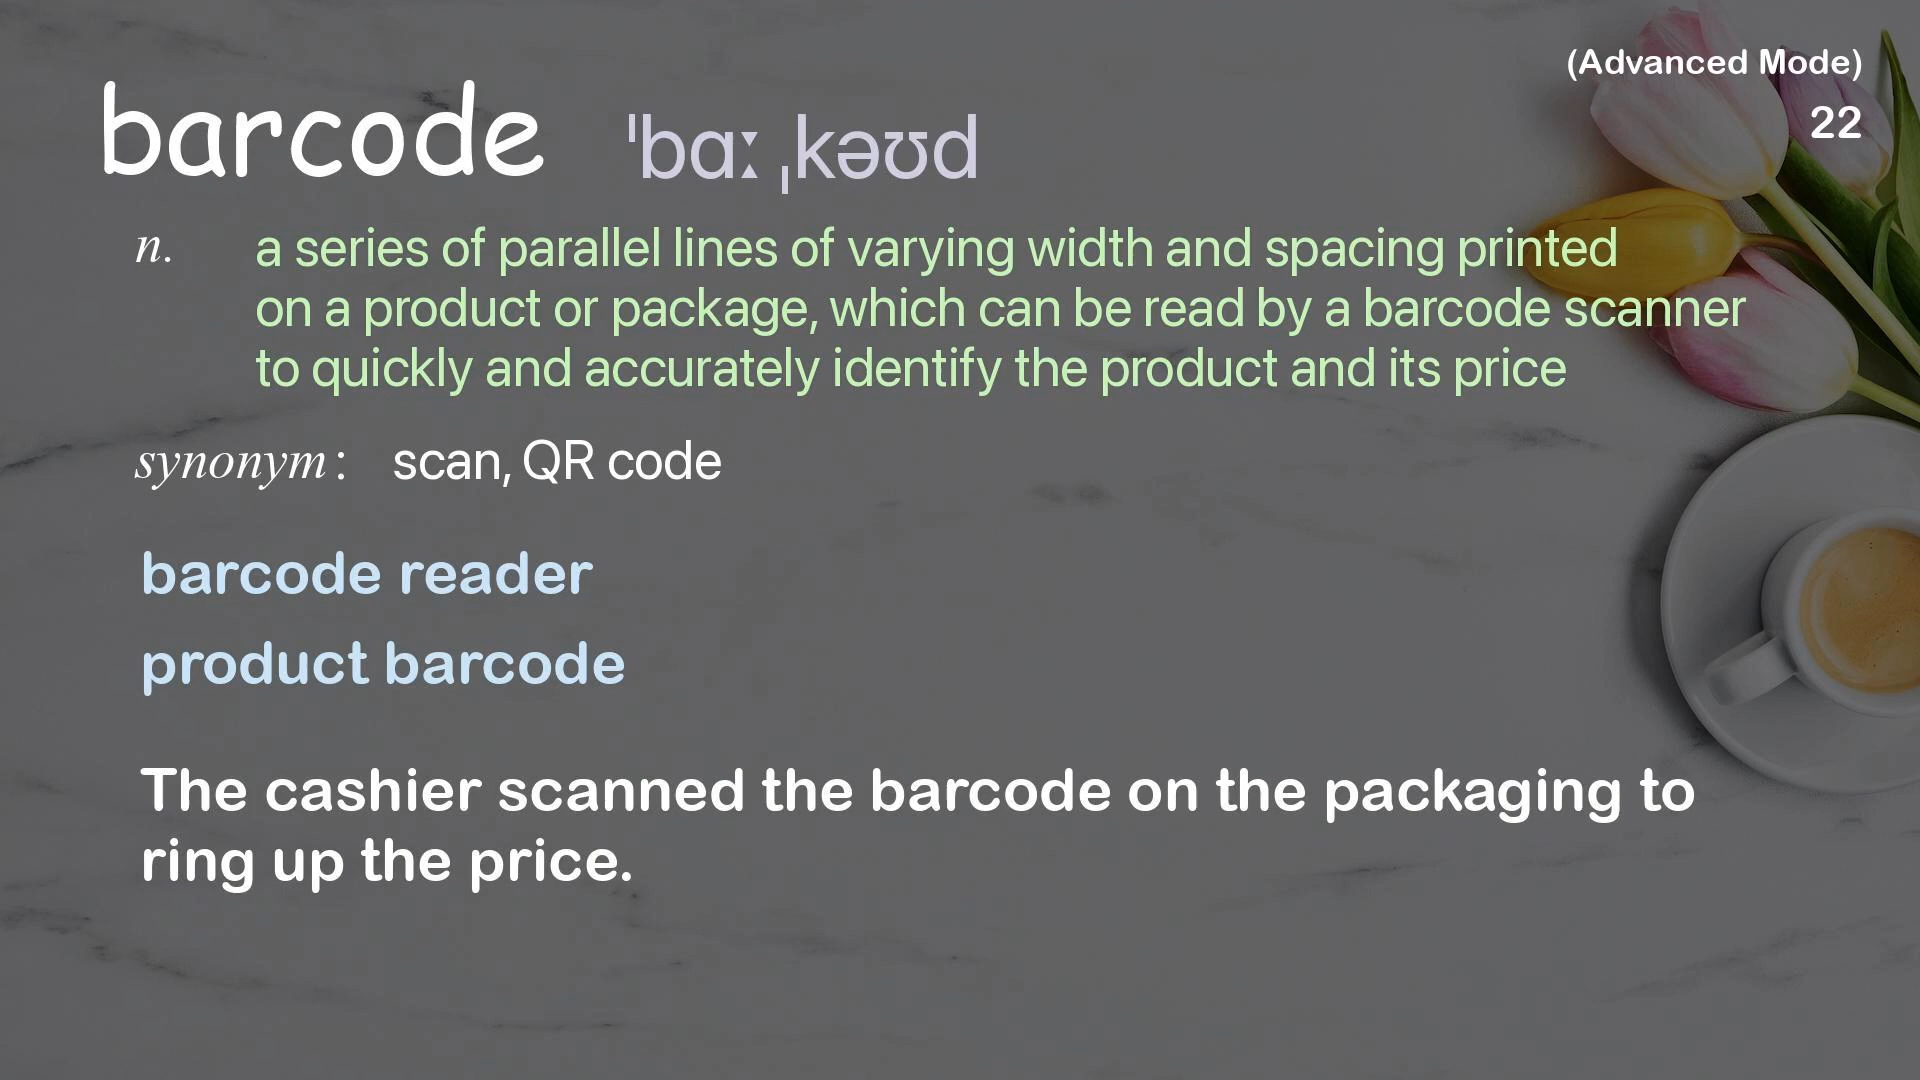 (Advanced Mode)
22
barcode ˈbɑːˌkəʊd
n. a series of parallel lines of varying width and spacing printed
on a product or package, which can be read by a barcode scanner
to quickly and accurately identify the product and its price
synonym: scan, QR code
barcode reader
product barcode
The cashier scanned the barcode on the packaging to
ring up the price.